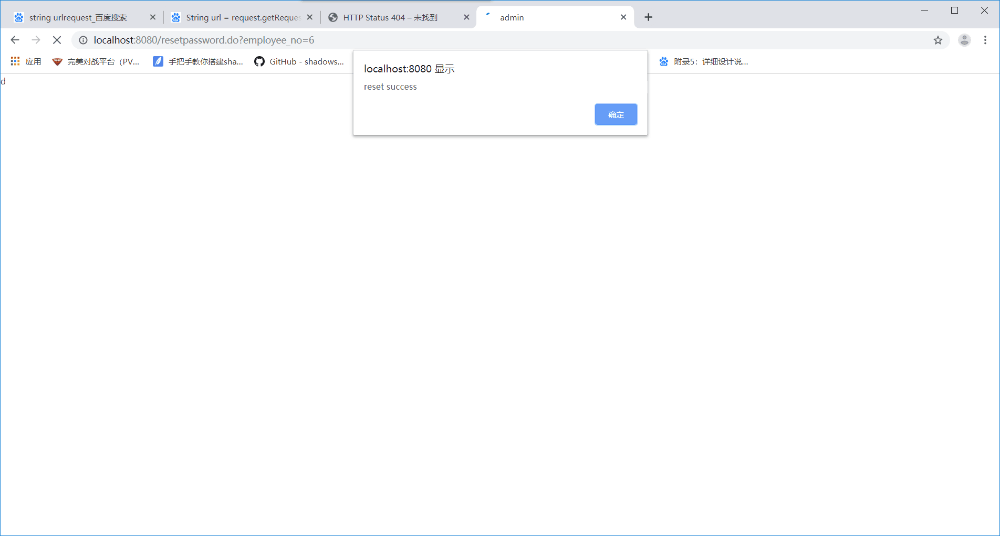 string urlrequest_百度搜索
String url = request.getReques
HTTP Status 404 – 未找到
admin
localhost:8080/resetpassword.do?employee_no=6
应用
完美对战平台（PV...
手把手教你搭建sha...
GitHub - shadows...
附录5：详细设计说...
localhost:8080 显示
reset success
确定
d